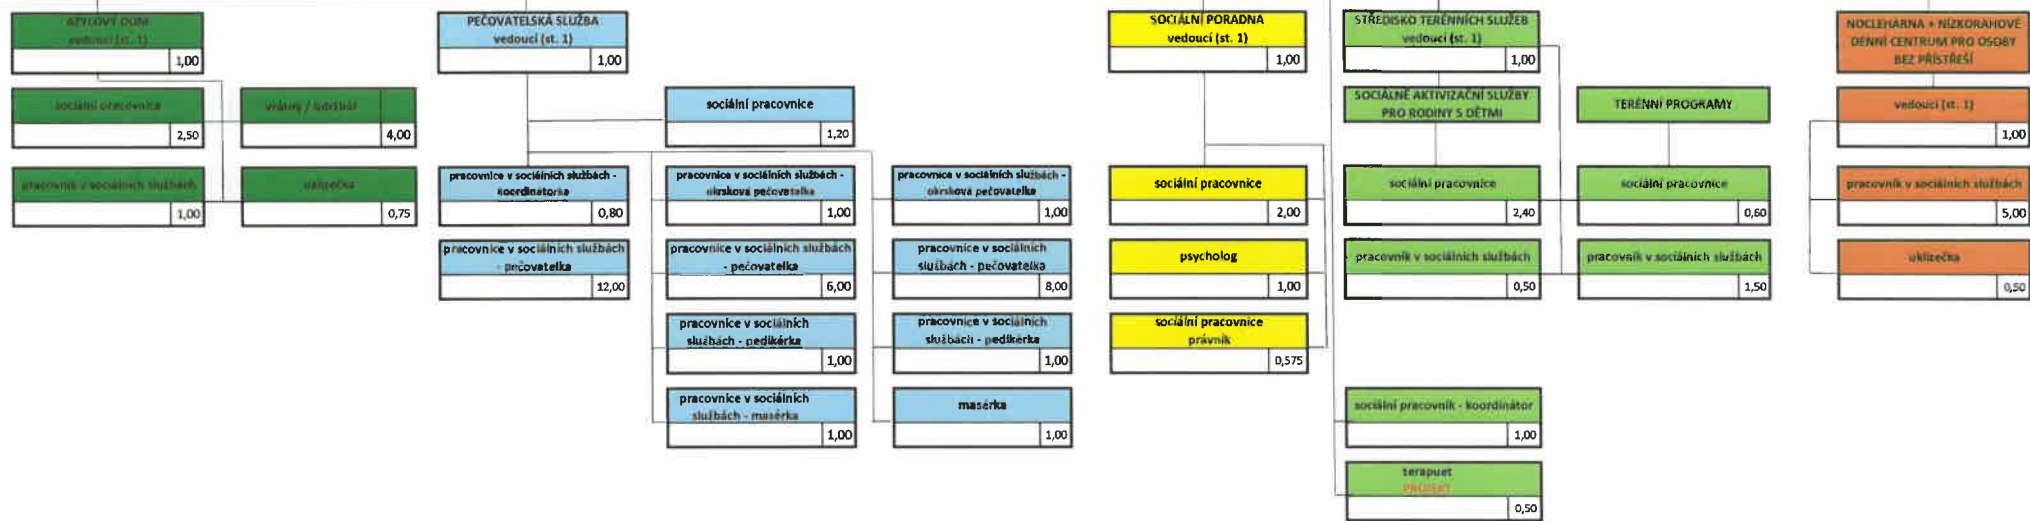 AZYLOVÝ DŮM
vedoucí (st. 1)
1,00
sociální pracovnice
2,50
vrátný / údržbář
4,00
pracovník v sociálních službách
1,00
uklízečka
0,75
PEČOVATELSKÁ SLUŽBA
vedoucí (st. 1)
1,00
sociální pracovnice
1,20
pracovnice v sociálních službách -
koordinátorka
0,80
pracovnice v sociálních službách
- pečovatelka
12,00
pracovnice v sociálních službách -
okrsková pečovatelka
1,00
pracovnice v sociálních službách
- pečovatelka
6,00
pracovnice v sociálních
službách - pedikérka
1,00
pracovnice v sociálních
službách - masérka
1,00
pracovnice v sociálních službách -
okrsková pečovatelka
1,00
pracovnice v sociálních
službách - pečovatelka
8,00
pracovnice v sociálních
službách - pedikérka
1,00
masérka
1,00
SOCIÁLNÍ PORADNA
vedoucí (st. 1)
1,00
sociální pracovnice
2,00
psycholog
1,00
sociální pracovnice
právník
0,575
STŘEDISKO TERÉNNÍCH SLUŽEB
vedoucí (st. 1)
1,00
SOCIÁLNĚ AKTIVIZAČNÍ SLUŽBY
PRO RODINY S DĚTMI
sociální pracovnice
2,40
pracovník v sociálních službách
0,50
TERÉNNÍ PROGRAMY
sociální pracovnice
0,60
pracovník v sociálních službách
1,50
sociální pracovník - koordinátor
1,00
terapuet
PROJEKT
0,50
NOCLEHÁRNA + NÍZKORAHOVÉ
DENNÍ CENTRUM PRO OSOBY
BEZ PŘÍSTŘEŠÍ
vedoucí (st. 1)
1,00
pracovník v sociálních službách
5,00
uklízečka
0,50